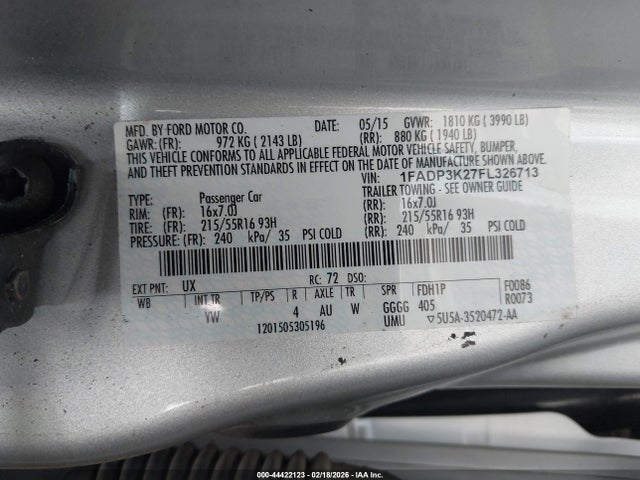 MFD. BY FORD MOTOR CO. DATE: 05/15 GVWR: 1810 KG ( 3990 LB)
GAWR: (FR): 972 KG ( 2143 LB) (RR): 880 KG ( 1940 LB)
THIS VEHICLE CONFORMS TO ALL APPLICABLE FEDERAL MOTOR VEHICLE SAFETY, BUMPER,
AND THEFT PREVENTION STANDARDS IN EFFECT ON THE DATE OF MANUFACTURE SHOWN ABOVE.
VIN: 1FADP3K27FL326713
TYPE: Passenger Car TRAILER TOWING - SEE OWNER GUIDE
RIM: (FR): 16x7.0J (RR): 16x7.0J
TIRE: (FR): 215/55R16 93H (RR): 215/55R16 93H
PRESSURE: (FR): 240 kPa/ 35 PSI COLD (RR): 240 kPa/ 35 PSI COLD
EXT PNT: UX RC: 72 DSO: FDH1P F0086
WB INT TR TP/PS R AXLE TR SPR 405 R0073
YW 4 AU W GGGG
1201505305196 UMU ▽5U5A-3520472-AA
000-44422123 - 02/18/2026 - IAAI.com